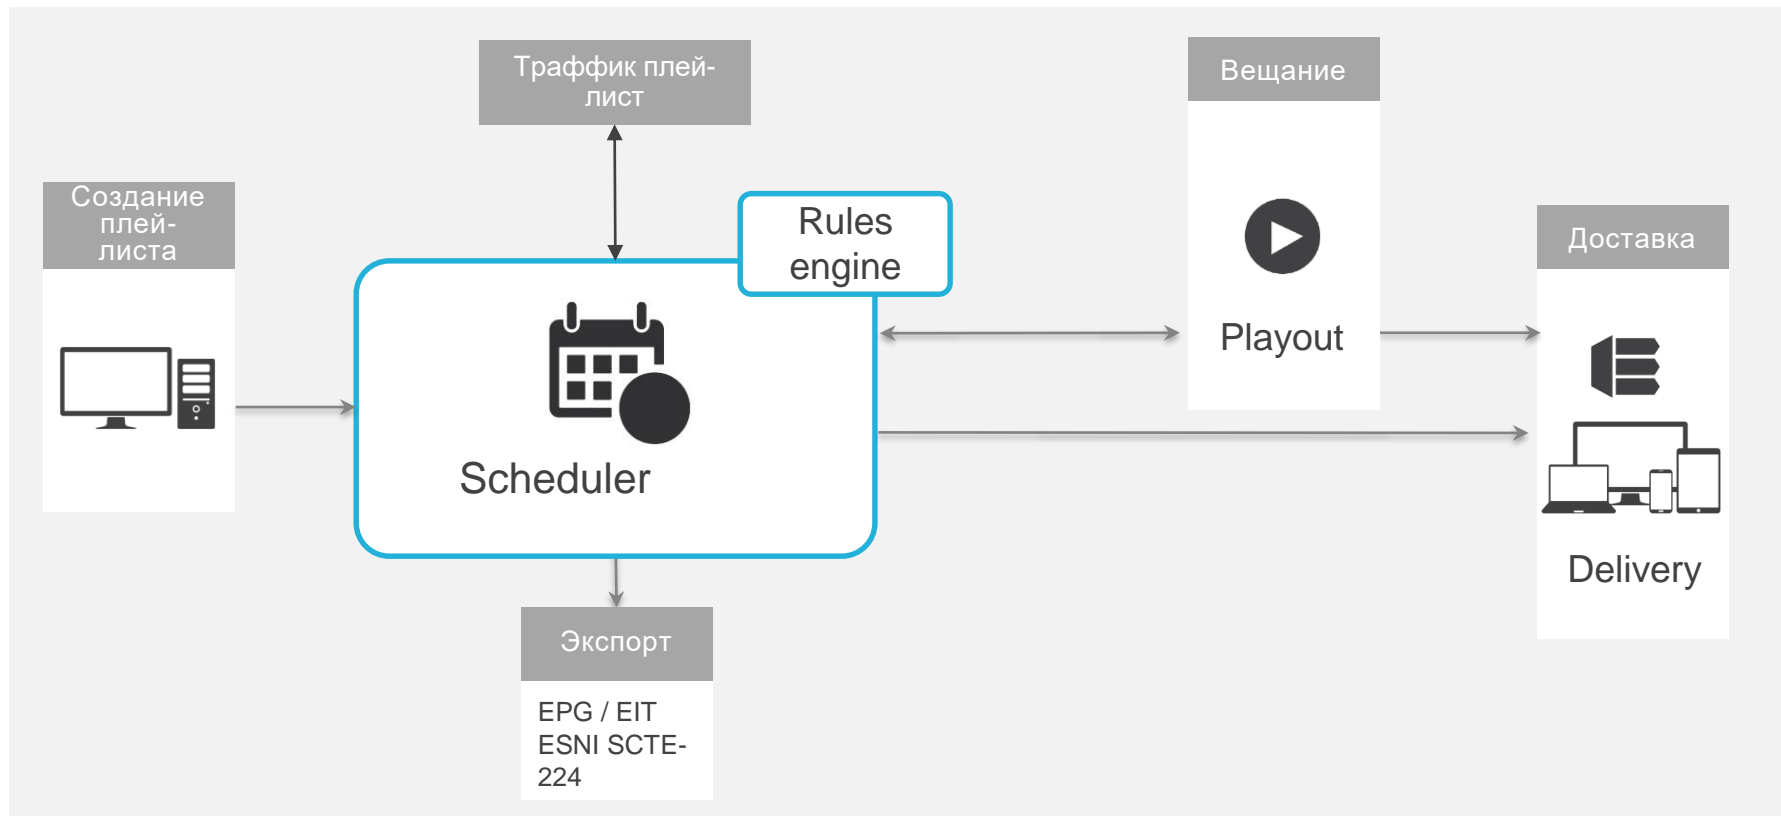 Траффик плей-
лист
Вещание
Создание
плей-
листа
Rules
engine
Доставка
Playout
Scheduler
Delivery
Экспорт
EPG / EIT
ESNI SCTE-
224